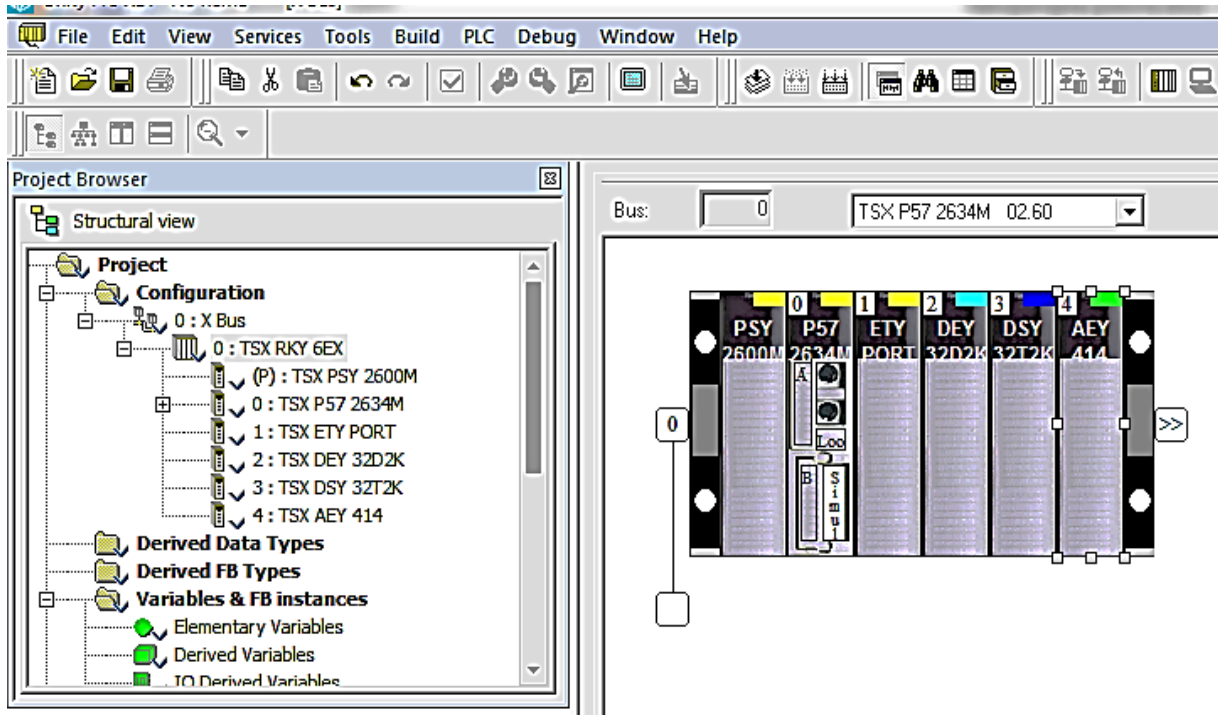 File Edit View Services Tools Build PLC Debug Window Help
Project Browser
Structural view
Project
Configuration
0 : X Bus
0 : TSX RKY 6EX
(P) : TSX PSY 2600M
0 : TSX P57 2634M
1 : TSX ETY PORT
2 : TSX DEY 32D2K
3 : TSX DSY 32T2K
4 : TSX AEY 414
Derived Data Types
Derived FB Types
Variables & FB instances
Elementary Variables
Derived Variables
IO Derived Variables
Bus: 0 TSX P57 2634M 02.60
0 1 2 3 4
PSY P57 ETY DEY DSY AEY
2600M 2634M PORT 32D2K 32T2K 414
A
Loo
0 >>
B Simul